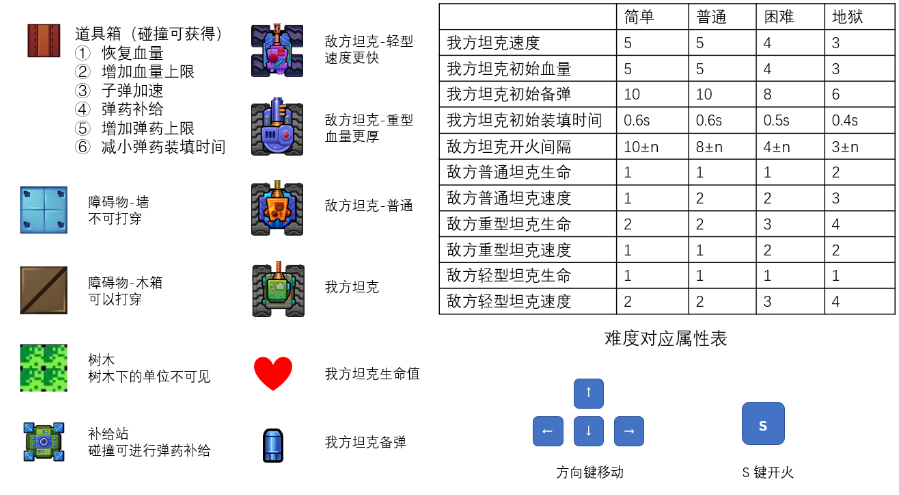 道具箱（碰撞可获得）
① 恢复血量
② 增加血量上限
③ 子弹加速
④ 弹药补给
⑤ 增加弹药上限
⑥ 减小弹药装填时间
障碍物-墙
不可打穿
障碍物-木箱
可以打穿
树木
树木下的单位不可见
补给站
碰撞可进行弹药补给
敌方坦克-轻型
速度更快
敌方坦克-重型
血量更厚
敌方坦克-普通
我方坦克
我方坦克生命值
我方坦克备弹
简单 普通 困难 地狱
我方坦克速度 5 5 4 3
我方坦克初始血量 5 5 4 3
我方坦克初始备弹 10 10 8 6
我方坦克初始装填时间 0.6s 0.6s 0.5s 0.4s
敌方坦克开火间隔 10±n 8±n 4±n 3±n
敌方普通坦克生命 1 1 1 2
敌方普通坦克速度 1 2 2 3
敌方重型坦克生命 2 2 3 4
敌方重型坦克速度 1 1 2 2
敌方轻型坦克生命 1 1 1 1
敌方轻型坦克速度 2 2 3 4
难度对应属性表
↑
← ↓ →
方向键移动
S
S 键开火